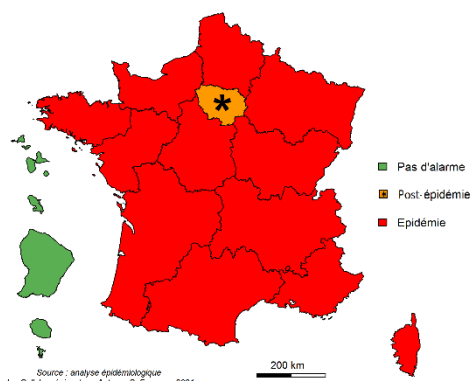 *
Pas d'alarme
* Post-épidémie
Epidémie
200 km
Source : analyse épidémiologique